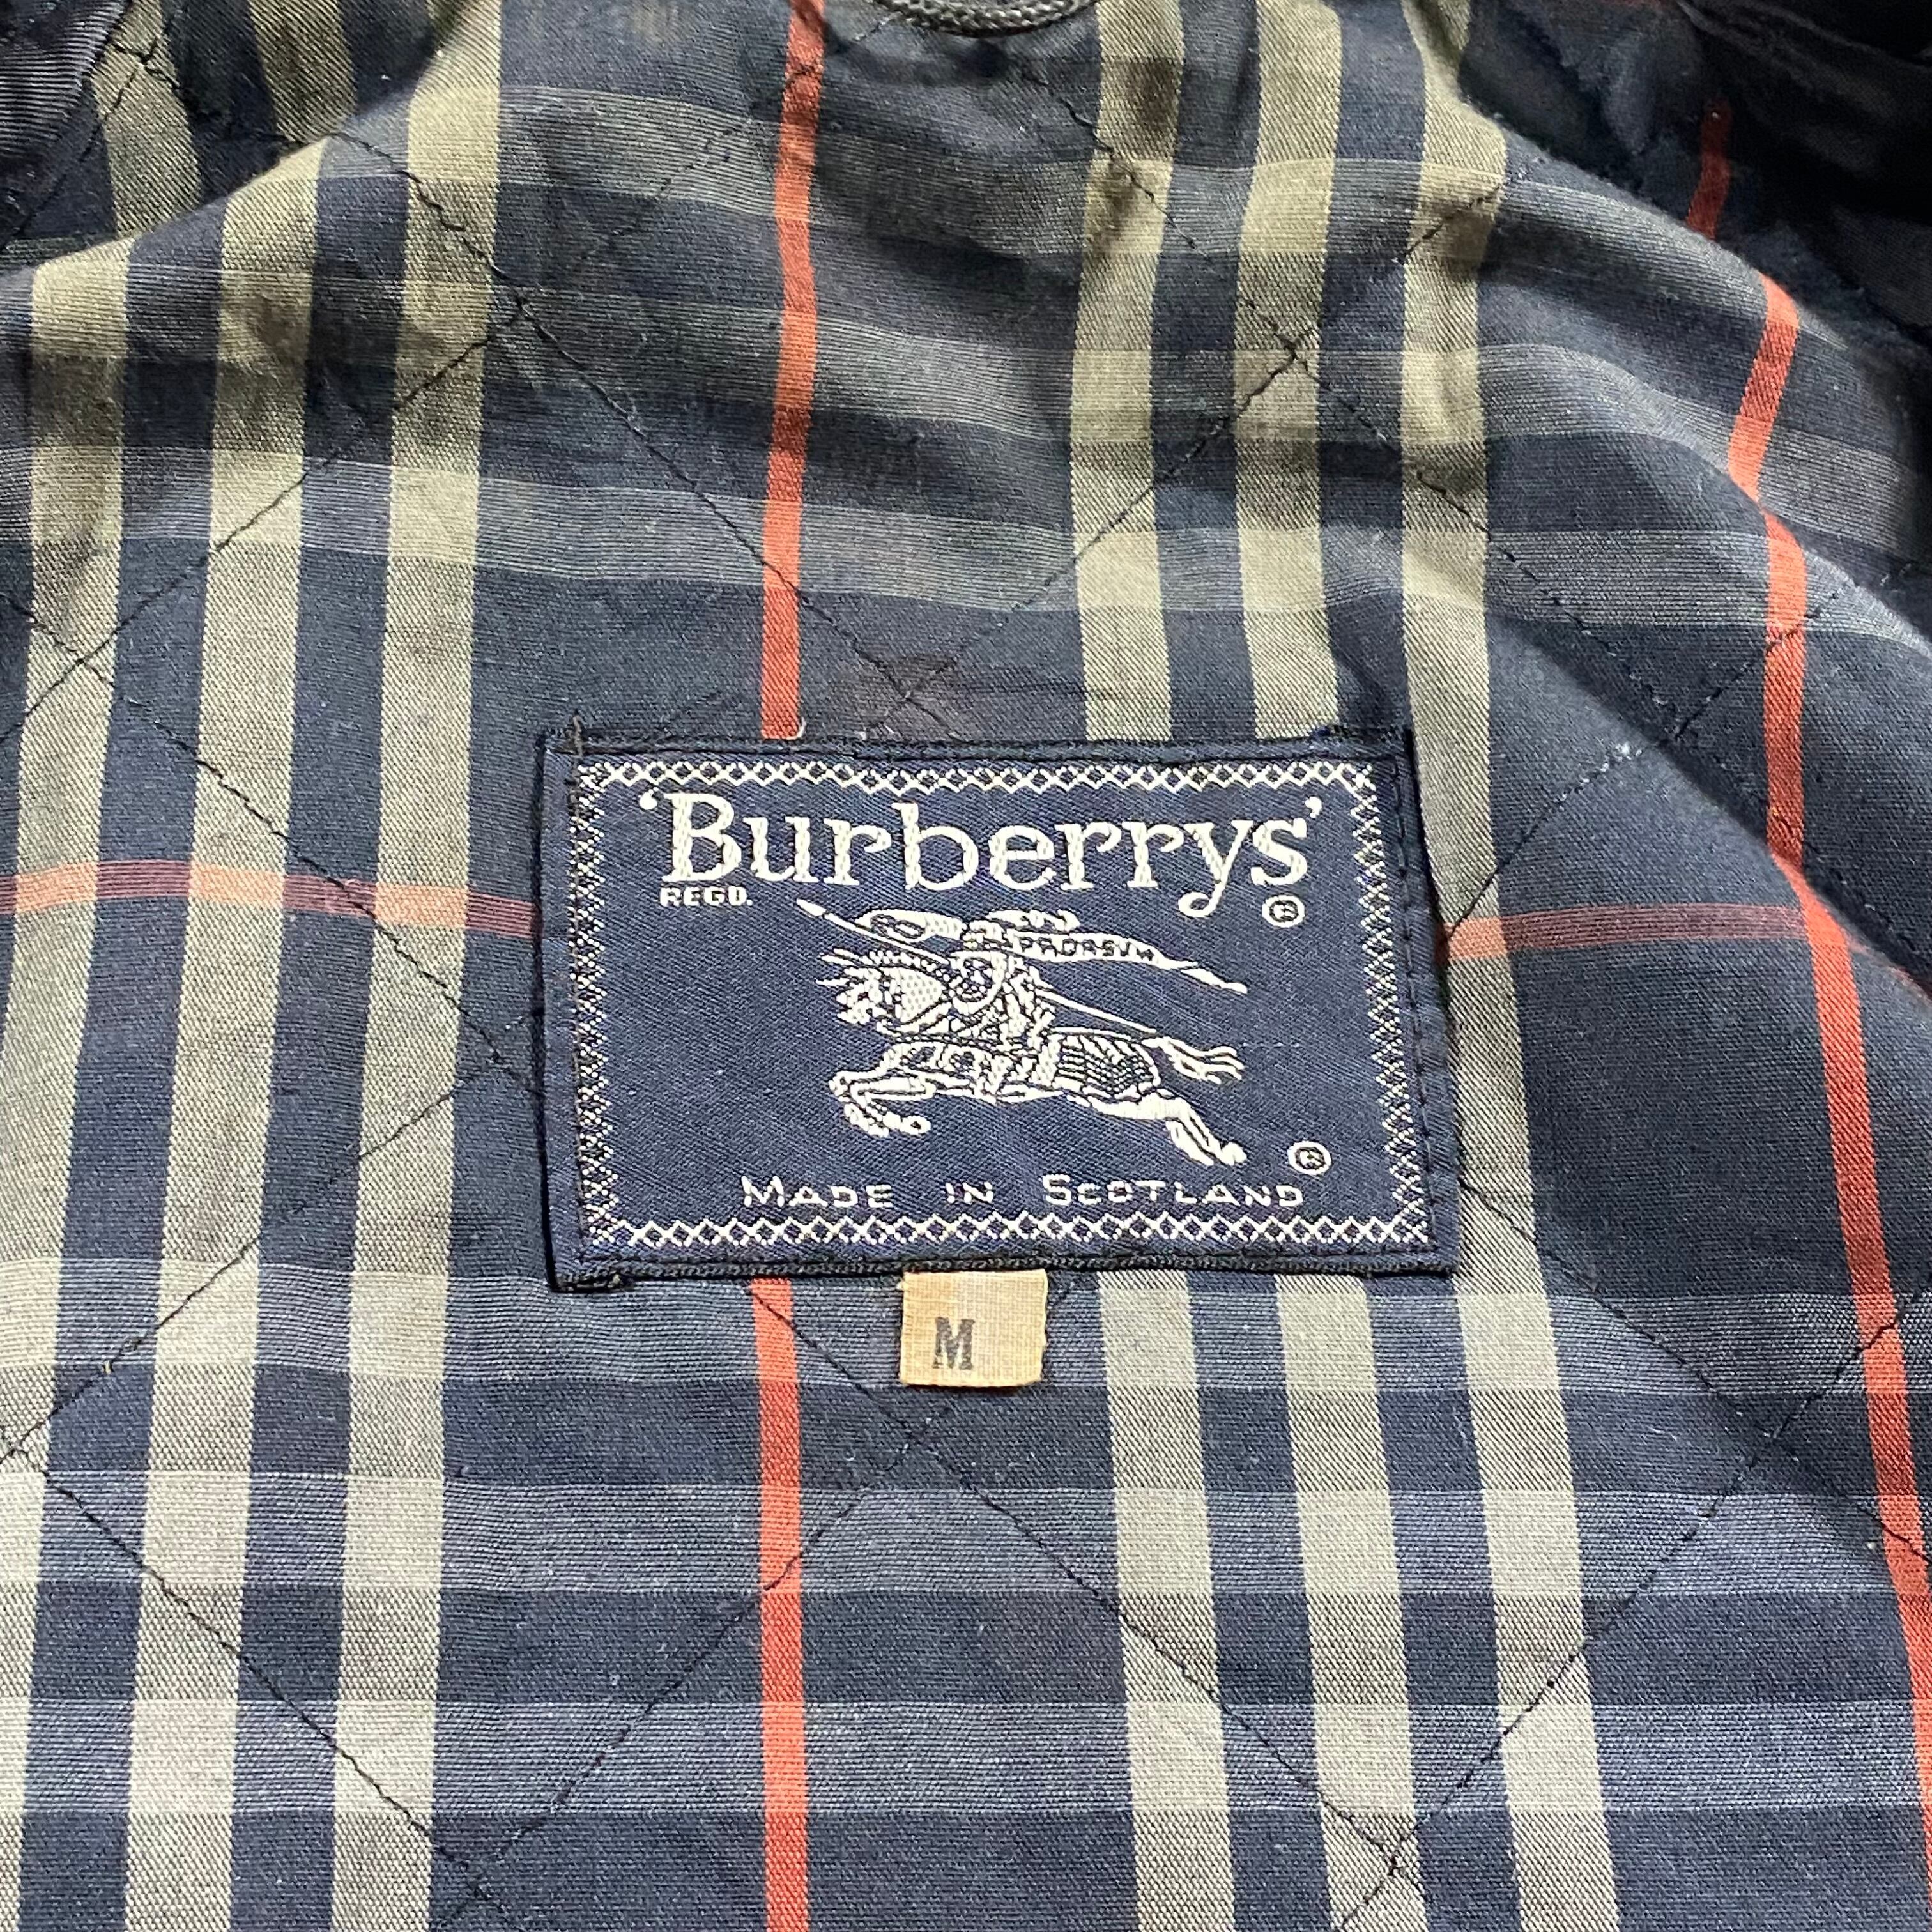 'Burberrys'
REGD. ®
PRORSUM
®
MADE IN SCOTLAND
M